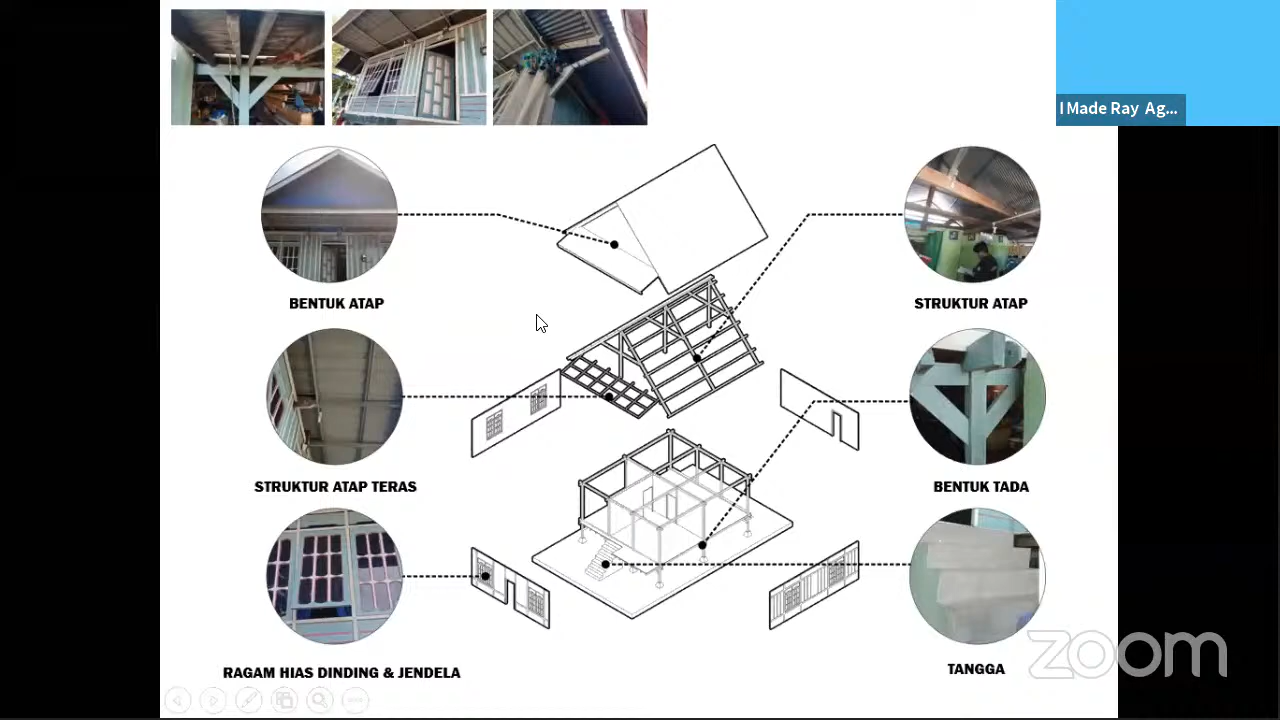 I Made Ray Ag...
BENTUK ATAP
STRUKTUR ATAP
STRUKTUR ATAP TERAS
BENTUK TADA
RAGAM HIAS DINDING & JENDELA
TANGGA
zoom